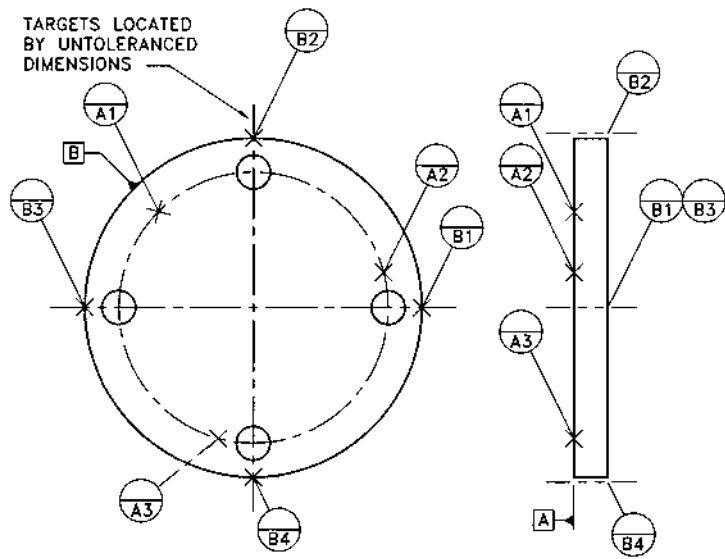 TARGETS LOCATED
BY UNTOLERANCED
DIMENSIONS
B2
A1
B
A2
B3
B1
A3
B4
B2
A1
A2
B1 B3
A3
A
B4